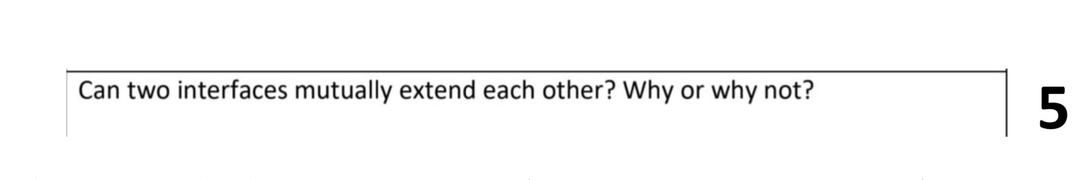 Can two interfaces mutually extend each other? Why or why not?
5